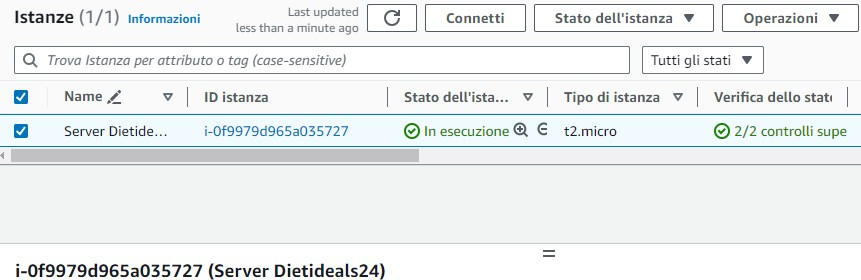 Istanze (1/1) Informazioni
Last updated
less than a minute ago
Connetti
Stato dell'istanza
Operazioni
Trova Istanza per attributo o tag (case-sensitive)
Tutti gli stati
Name ID istanza Stato dell'ista... Tipo di istanza Verifica dello stato
Server Dietide... i-0f9979d965a035727 In esecuzione t2.micro 2/2 controlli supe
i-0f9979d965a035727 (Server Dietideals24)